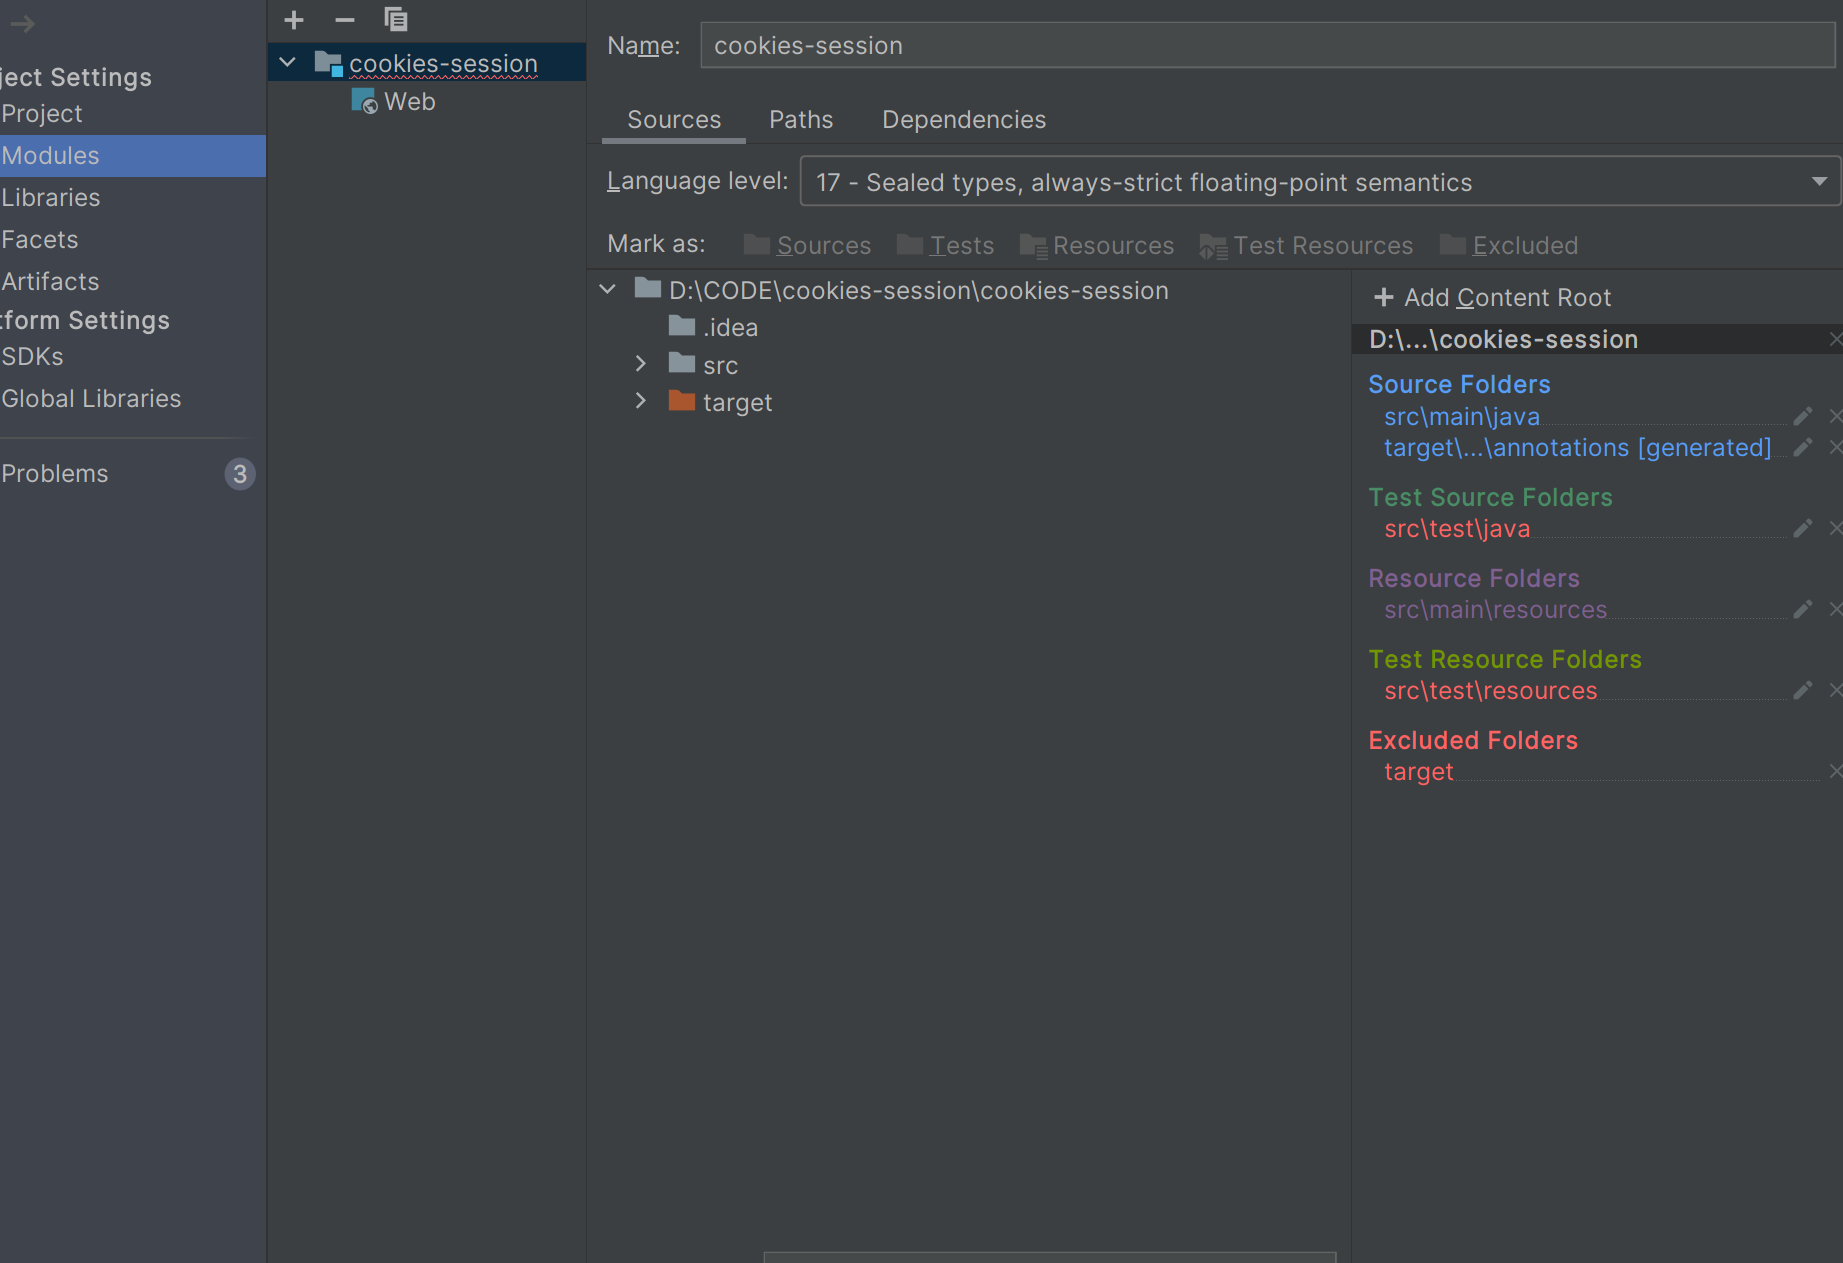 ject Settings
Project
Modules
Libraries
Facets
Artifacts
tform Settings
SDKs
Global Libraries
Problems 3
cookies-session
Web
Name: cookies-session
Sources Paths Dependencies
Language level: 17 - Sealed types, always-strict floating-point semantics
Mark as: Sources Tests Resources Test Resources Excluded
D:\CODE\cookies-session\cookies-session
.idea
src
target
Add Content Root
D:\...\cookies-session
Source Folders
src\main\java
target\...\annotations [generated]
Test Source Folders
src\test\java
Resource Folders
src\main\resources
Test Resource Folders
src\test\resources
Excluded Folders
target